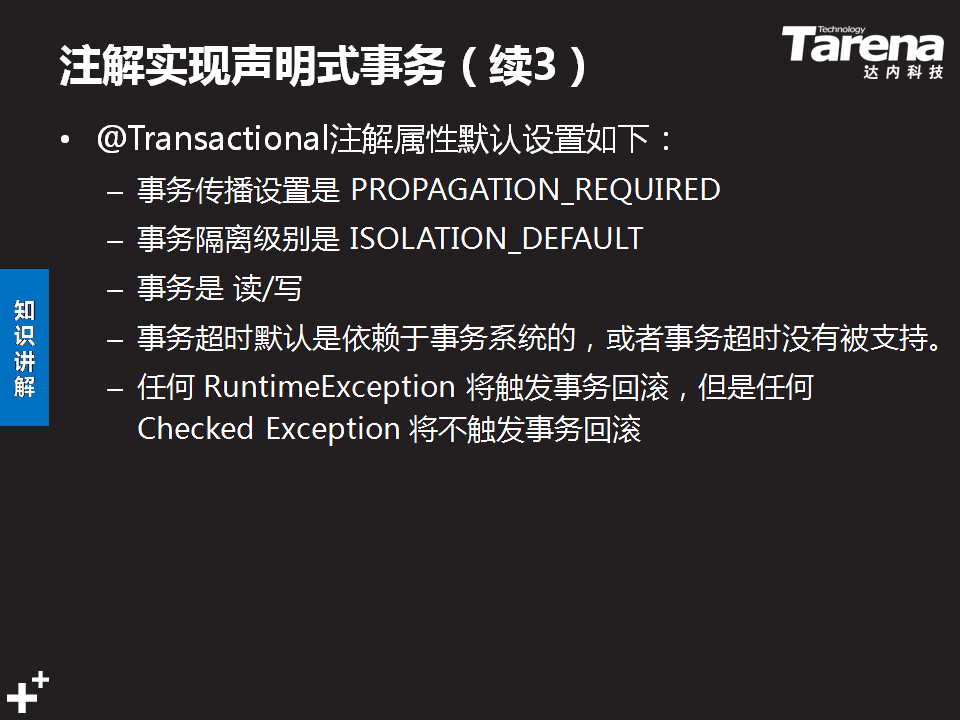 Technology
Tarena
达内科技
注解实现声明式事务（续3）
• @Transactional注解属性默认设置如下：
– 事务传播设置是 PROPAGATION_REQUIRED
– 事务隔离级别是 ISOLATION_DEFAULT
– 事务是 读/写
– 事务超时默认是依赖于事务系统的，或者事务超时没有被支持。
– 任何 RuntimeException 将触发事务回滚，但是任何
Checked Exception 将不触发事务回滚
知
识
讲
解